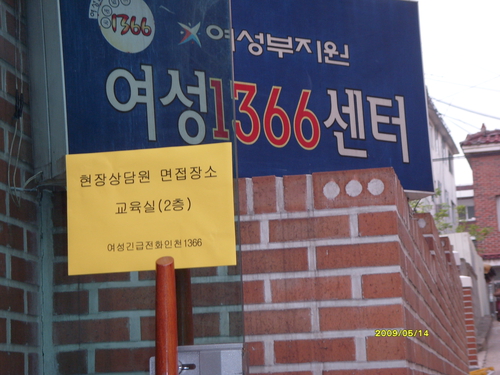 1366
여성부지원
여성1366센터
현장상담원 면접장소
교육실(2층)
여성긴급전화인천1366
2009/05/14